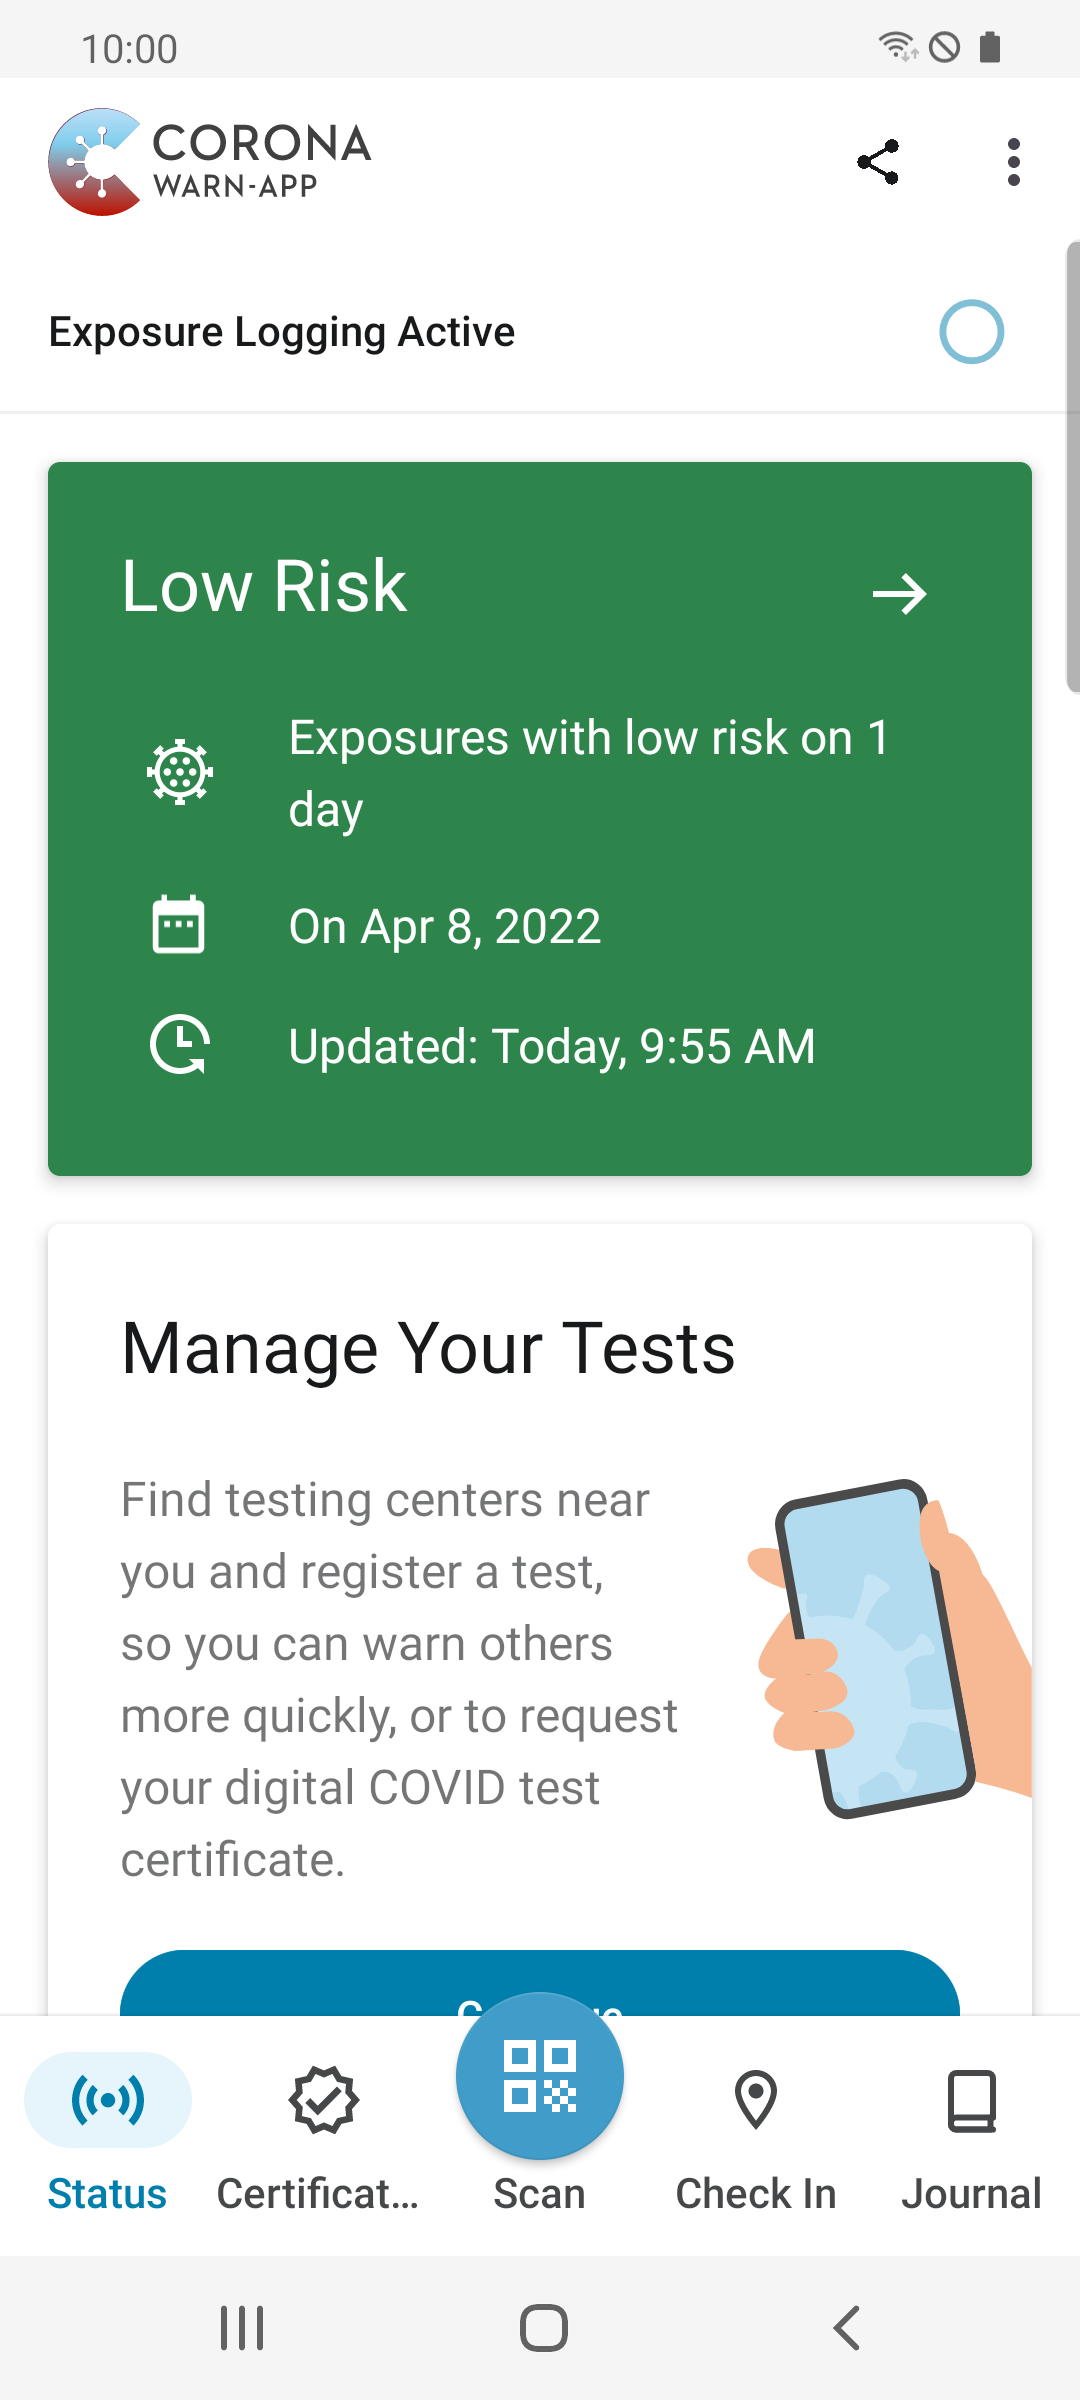 10:00
CORONA
WARN-APP
Exposure Logging Active
Low Risk
Exposures with low risk on 1
day
On Apr 8, 2022
Updated: Today, 9:55 AM
Manage Your Tests
Find testing centers near
you and register a test,
so you can warn others
more quickly, or to request
your digital COVID test
certificate.
Status
Certificat...
Scan
Check In
Journal